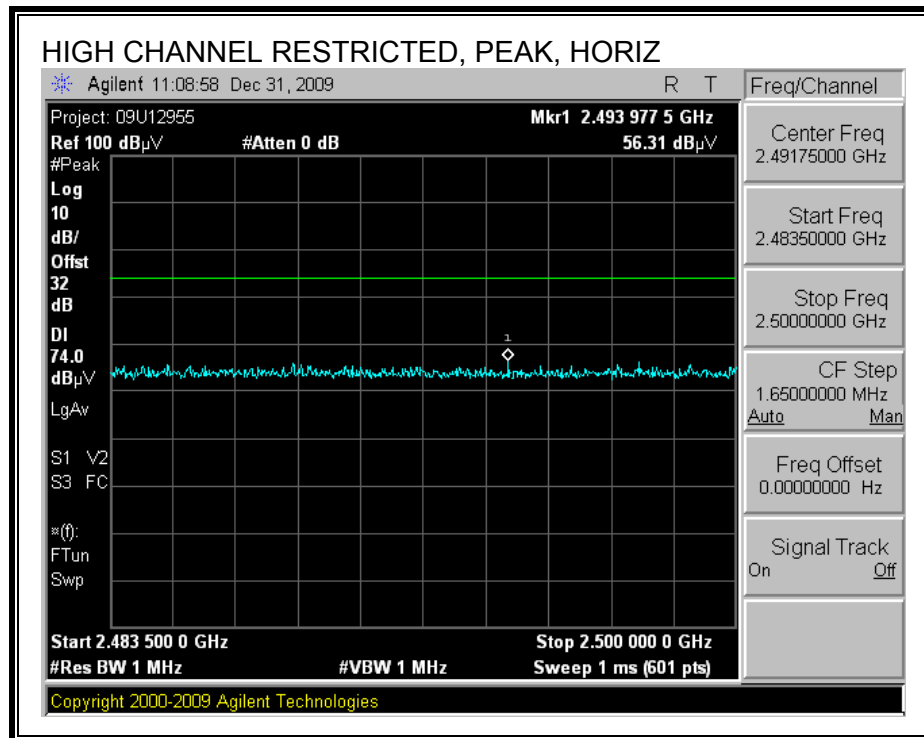 HIGH CHANNEL RESTRICTED, PEAK, HORIZ
Agilent 11:08:58 Dec 31, 2009 R T
Project: 09U12955 Mkr1 2.493 977 5 GHz
Ref 100 dBµV #Atten 0 dB 56.31 dBµV
#Peak
Log
10
dB/
Offst
32
dB
DI
74.0
dBµV
LgAv
S1 V2
S3 FC
¤(f):
FTun
Swp
1
Start 2.483 500 0 GHz Stop 2.500 000 0 GHz
#Res BW 1 MHz #VBW 1 MHz Sweep 1 ms (601 pts)
Copyright 2000-2009 Agilent Technologies
Freq/Channel
Center Freq
2.49175000 GHz
Start Freq
2.48350000 GHz
Stop Freq
2.50000000 GHz
CF Step
1.65000000 MHz
Auto Man
Freq Offset
0.00000000 Hz
Signal Track
On Off